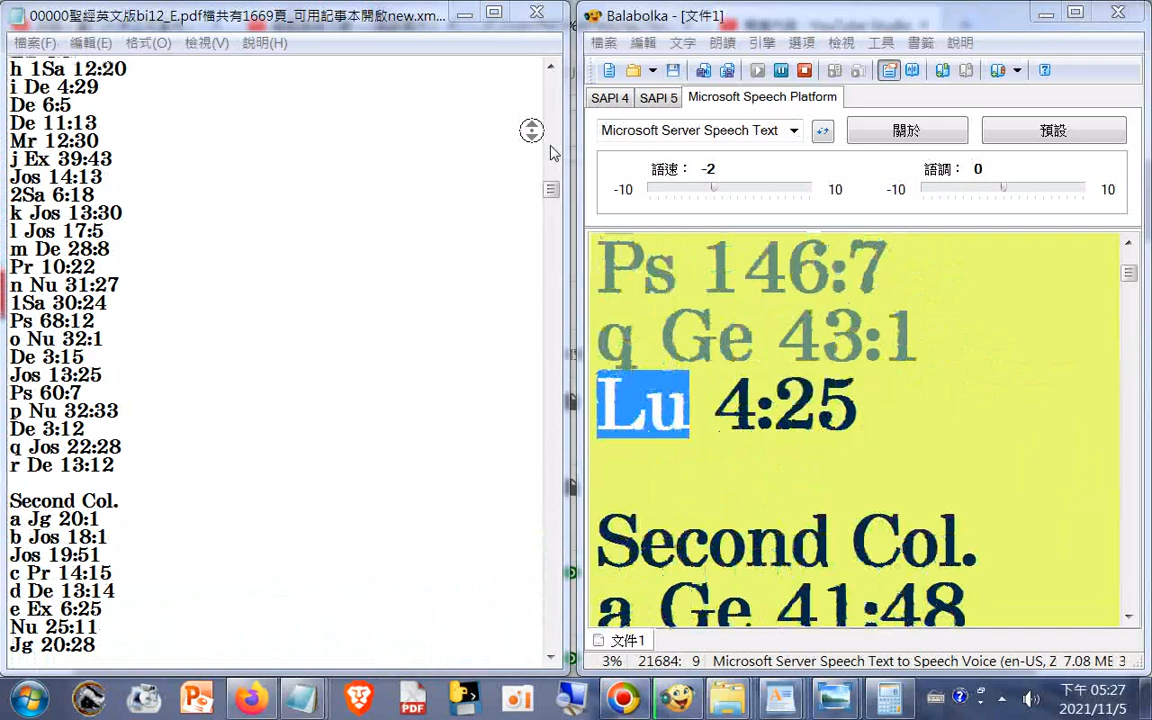 00000聖經英文版bi12_E.pdf檔共有1669頁_可用記事本開啟new.xm...
檔案(F) 編輯(E) 格式(O) 檢視(V) 說明(H)
h 1Sa 12:20
i De 4:29
De 6:5
De 11:13
Mr 12:30
j Ex 39:43
Jos 14:13
2Sa 6:18
k Jos 13:30
l Jos 17:5
m De 28:8
Pr 10:22
n Nu 31:27
1Sa 30:24
Ps 68:12
o Nu 32:1
De 3:15
Jos 13:25
Ps 60:7
p Nu 32:33
De 3:12
q Jos 22:28
r De 13:12
Second Col.
a Jg 20:1
b Jos 18:1
Jos 19:51
c Pr 14:15
d De 13:14
e Ex 6:25
Nu 25:11
Jg 20:28
Balabolka - [文件1]
檔案 編輯 文字 朗讀 引擎 選項 檢視 工具 書籤 說明
SAPI 4 SAPI 5 Microsoft Speech Platform
Microsoft Server Speech Text 關於 預設
語速： -2 語調： 0
-10 10 -10 10
Ps 146:7
q Ge 43:1
Lu 4:25
Second Col.
a Ge 41:48
文件1
3% 21684: 9 Microsoft Server Speech Text to Speech Voice (en-US, Z 7.08 MB 3
PDF
下午 05:27
2021/11/5